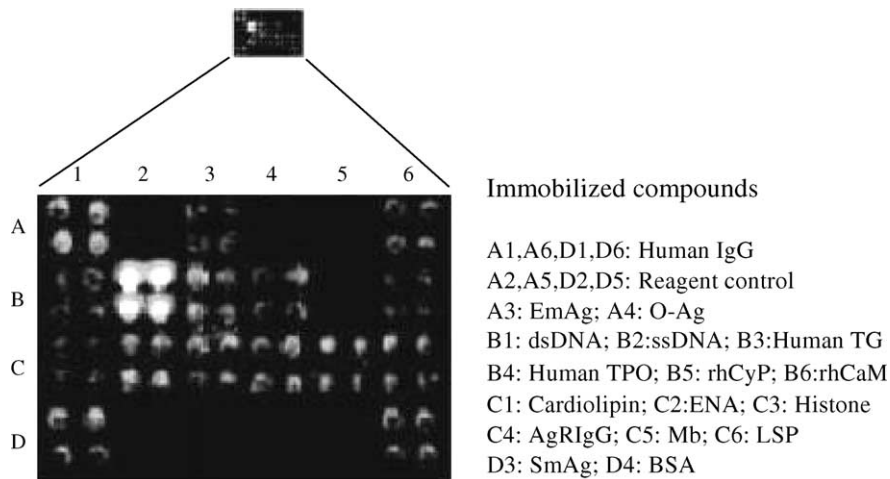 1 2 3 4 5 6
A
B
C
D
Immobilized compounds
A1,A6,D1,D6: Human IgG
A2,A5,D2,D5: Reagent control
A3: EmAg; A4: O-Ag
B1: dsDNA; B2:ssDNA; B3:Human TG
B4: Human TPO; B5: rhCyP; B6:rhCaM
C1: Cardiolipin; C2:ENA; C3: Histone
C4: AgRIgG; C5: Mb; C6: LSP
D3: SmAg; D4: BSA